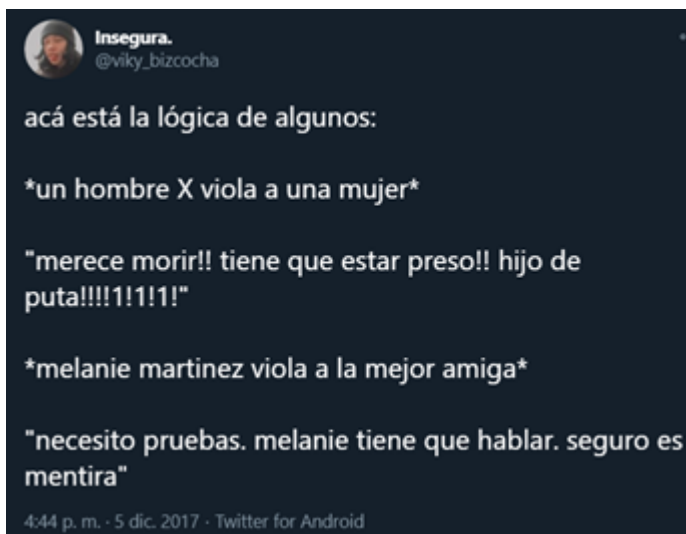 Insegura.
@viky_bizcocha
acá está la lógica de algunos:
*un hombre X viola a una mujer*
"merece morir!! tiene que estar preso!! hijo de
puta!!!!1!1!1!"
*melanie martinez viola a la mejor amiga*
"necesito pruebas. melanie tiene que hablar. seguro es
mentira"
4:44 p. m. · 5 dic. 2017 · Twitter for Android